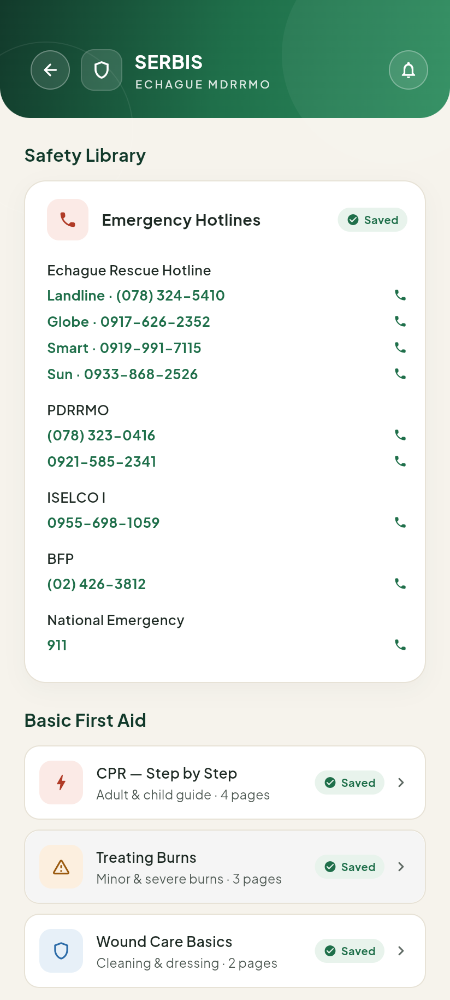 SERBIS
ECHAGUE MDRRMO
Safety Library
Emergency Hotlines
Saved
Echague Rescue Hotline
Landline · (078) 324-5410
Globe · 0917-626-2352
Smart · 0919-991-7115
Sun · 0933-868-2526
PDRRMO
(078) 323-0416
0921-585-2341
ISELCO I
0955-698-1059
BFP
(02) 426-3812
National Emergency
911
Basic First Aid
CPR — Step by Step
Adult & child guide · 4 pages
Saved
Treating Burns
Minor & severe burns · 3 pages
Saved
Wound Care Basics
Cleaning & dressing · 2 pages
Saved